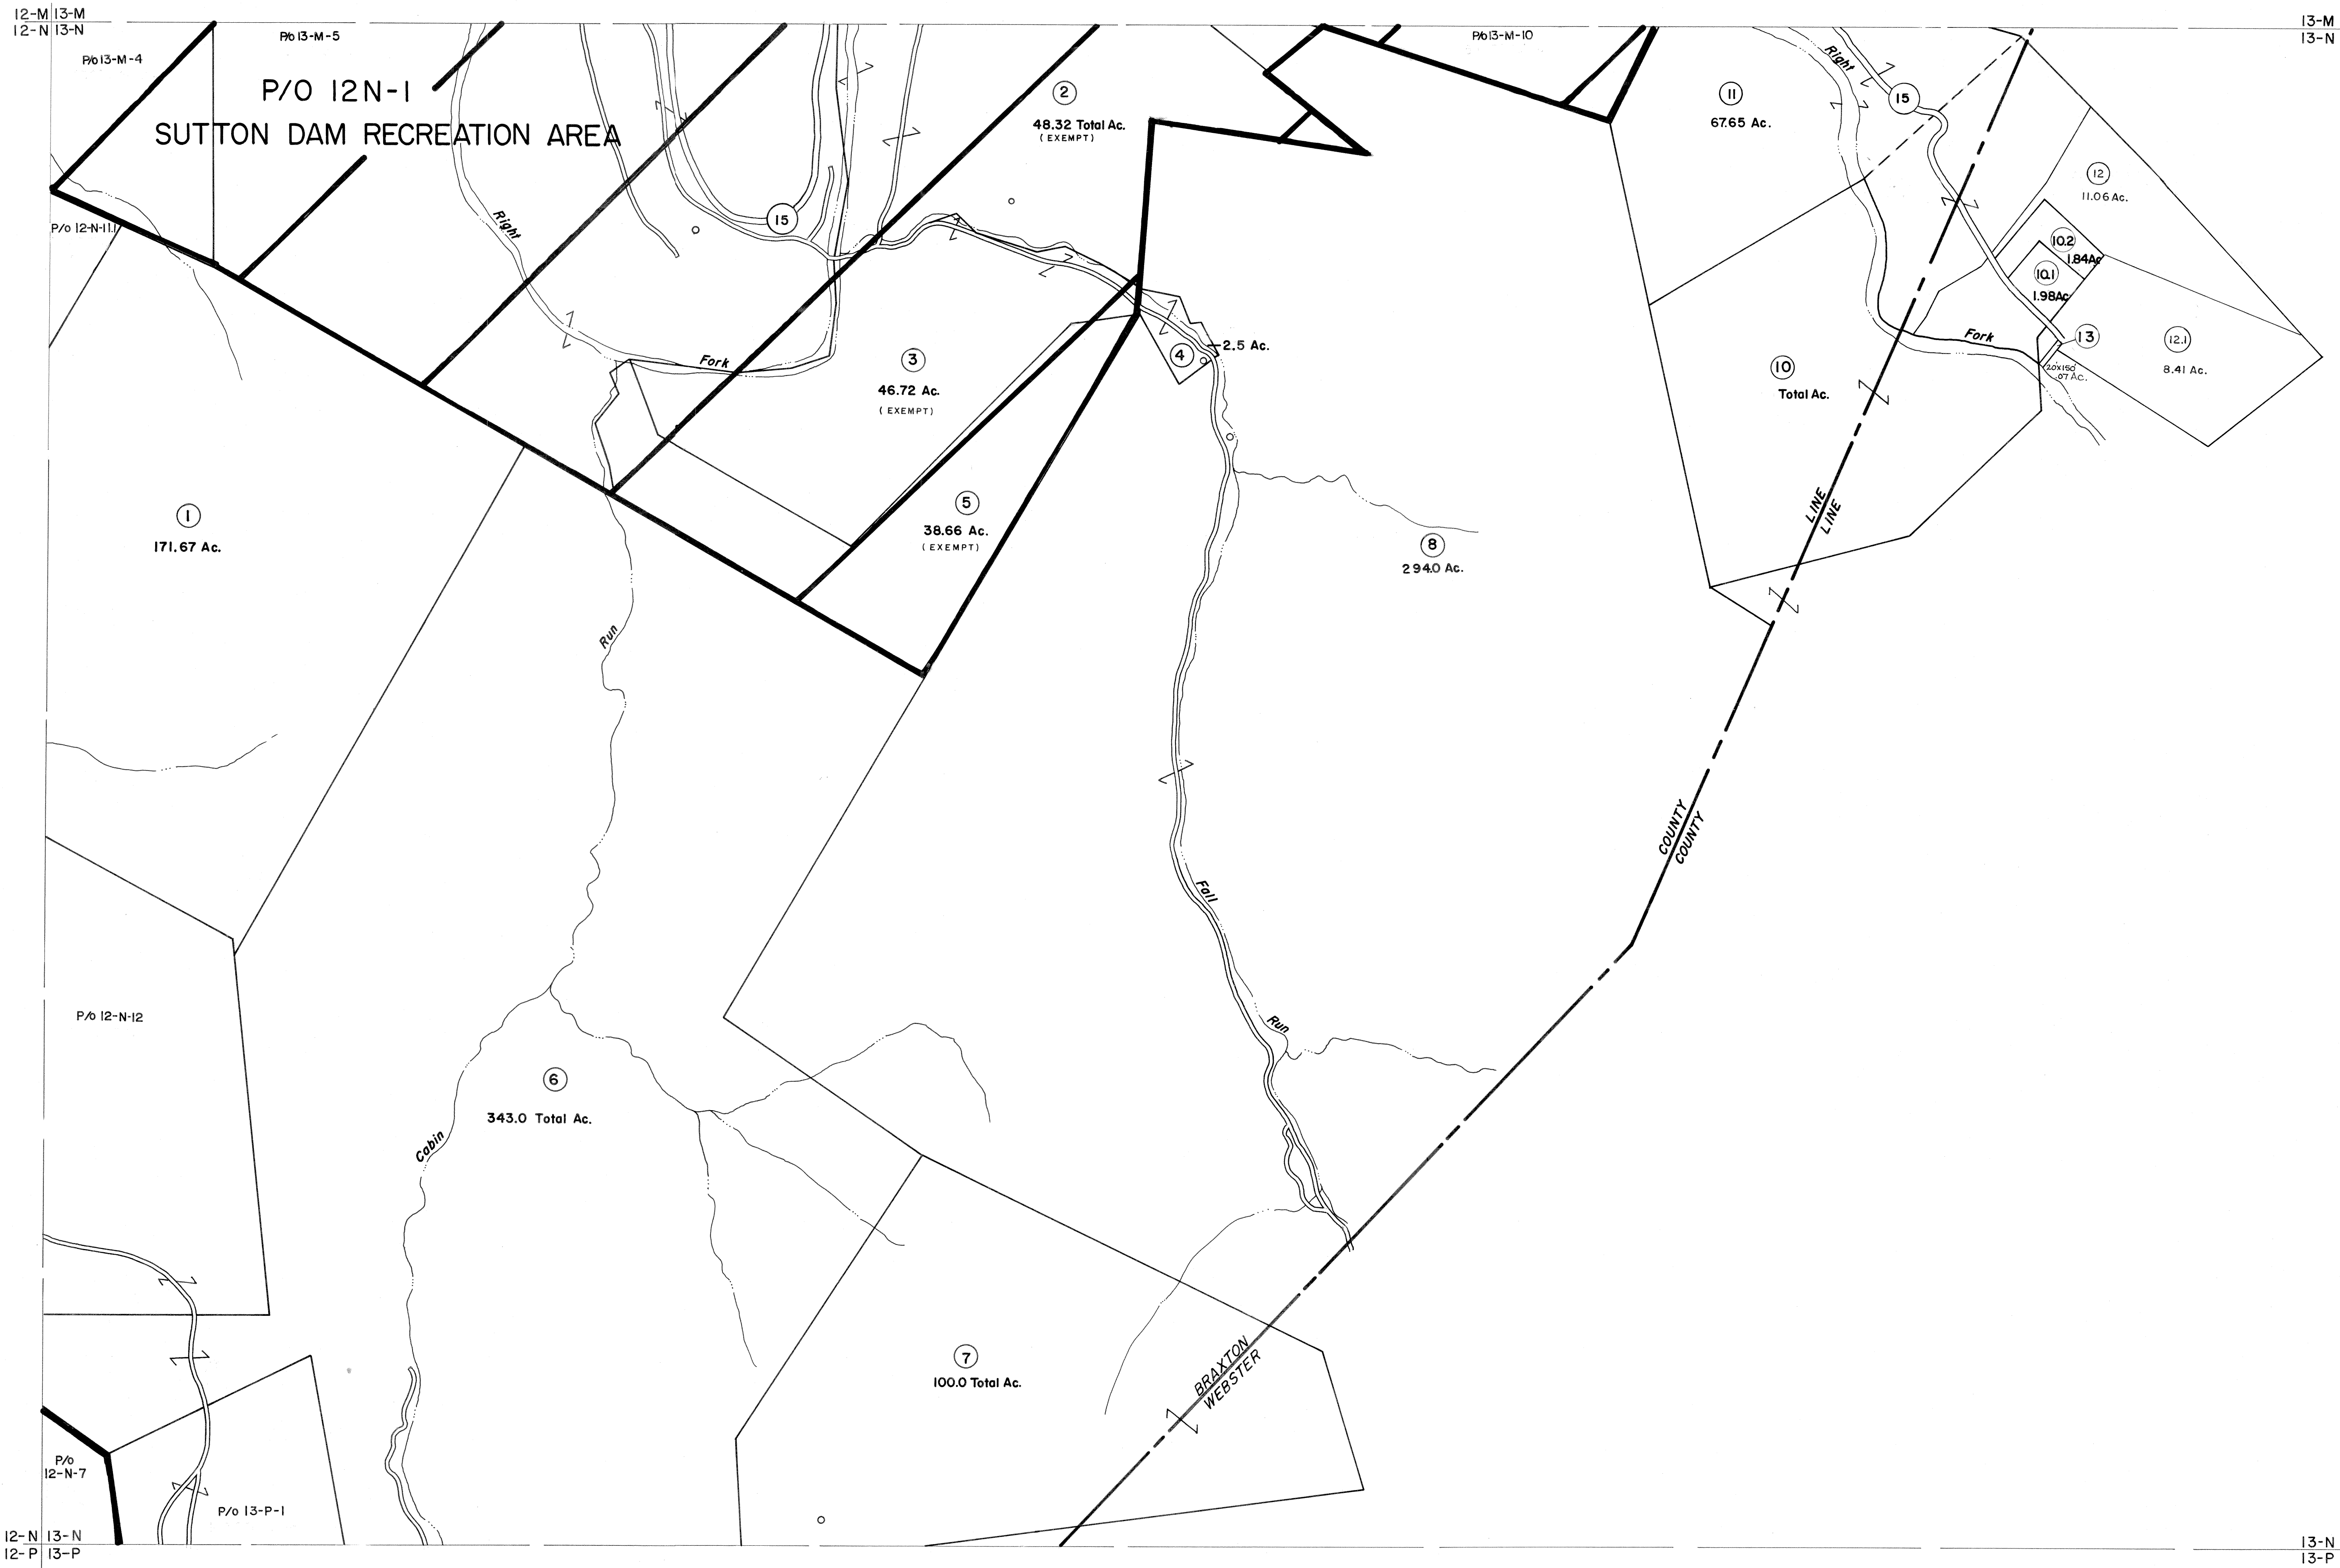 12-M 13-M
12-N 13-N
13-M
13-N
P/o 13-M-4
P/o 13-M-5
P/o 13-M-10
P/O 12N-1
SUTTON DAM RECREATION AREA
P/o 12-N-11.1
Right
15
2
48.32 Total Ac.
(EXEMPT)
11
67.65 Ac.
Right
15
12
11.06 Ac.
10.2
1.84Ac
10.1
1.98Ac
13
20x150
.07 AC.
12.1
8.41 Ac.
Fork
Fork
3
46.72 Ac.
(EXEMPT)
4
2.5 Ac.
10
Total Ac.
1
171.67 Ac.
5
38.66 Ac.
(EXEMPT)
8
294.0 Ac.
LINE
LINE
Run
COUNTY
COUNTY
Fall
Run
P/o 12-N-12
6
343.0 Total Ac.
Cabin
7
100.0 Total Ac.
BRAXTON
WEBSTER
P/o
12-N-7
P/o 13-P-1
12-N 13-N
12-P 13-P
13-N
13-P